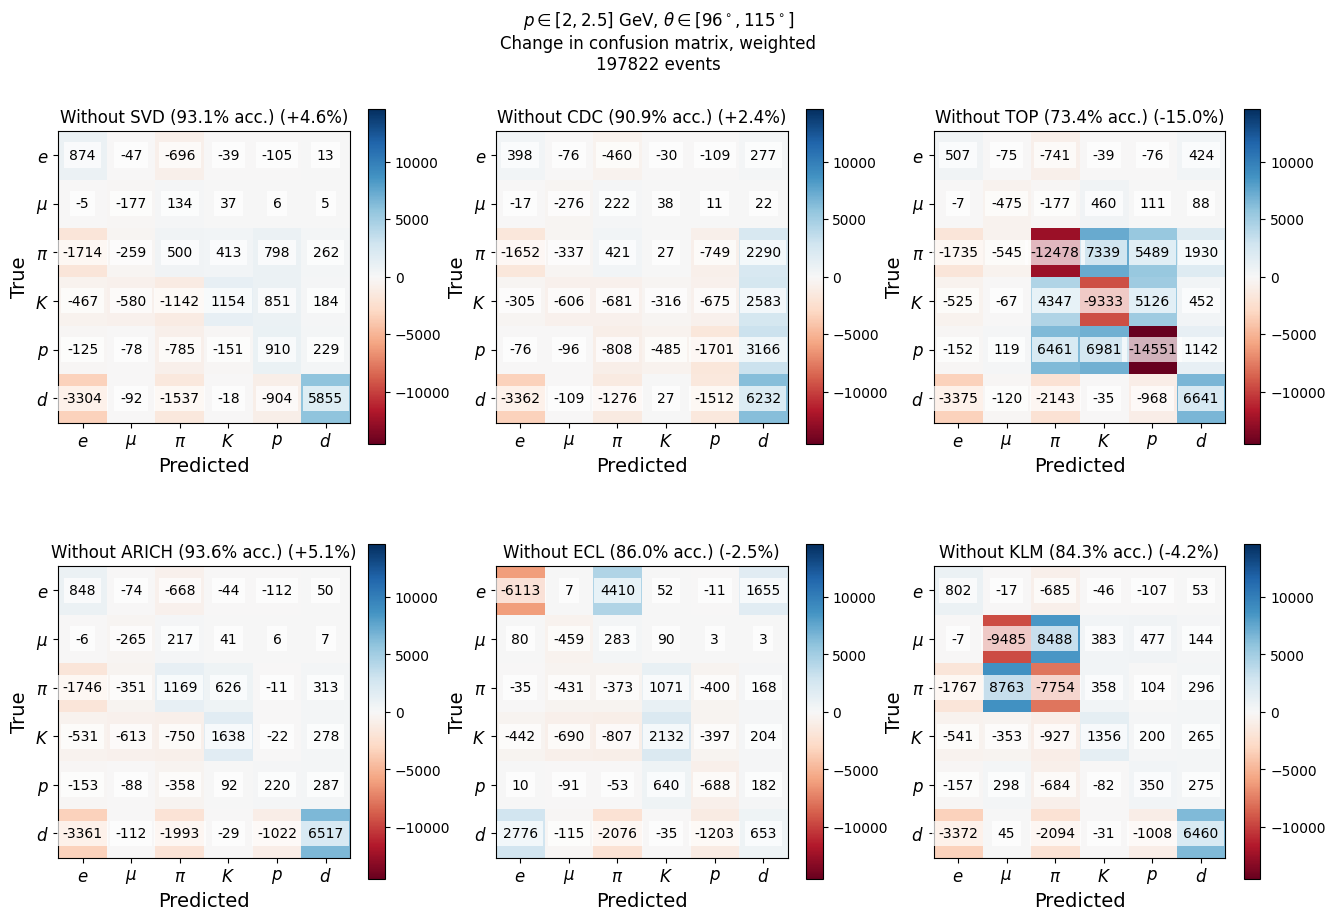 p ∈ [2, 2.5] GeV, θ ∈ [96°, 115°]
Change in confusion matrix, weighted
197822 events
Without SVD (93.1% acc.) (+4.6%)
True
e 874 -47 -696 -39 -105 13
μ -5 -177 134 37 6 5
π -1714 -259 500 413 798 262
K -467 -580 -1142 1154 851 184
p -125 -78 -785 -151 910 229
d -3304 -92 -1537 -18 -904 5855
e μ π K p d
Predicted
10000
5000
0
−5000
−10000
Without CDC (90.9% acc.) (+2.4%)
True
e 398 -76 -460 -30 -109 277
μ -17 -276 222 38 11 22
π -1652 -337 421 27 -749 2290
K -305 -606 -681 -316 -675 2583
p -76 -96 -808 -485 -1701 3166
d -3362 -109 -1276 27 -1512 6232
e μ π K p d
Predicted
10000
5000
0
−5000
−10000
Without TOP (73.4% acc.) (-15.0%)
True
e 507 -75 -741 -39 -76 424
μ -7 -475 -177 460 111 88
π -1735 -545 -12478 7339 5489 1930
K -525 -67 4347 -9333 5126 452
p -152 119 6461 6981 -14551 1142
d -3375 -120 -2143 -35 -968 6641
e μ π K p d
Predicted
10000
5000
0
−5000
−10000
Without ARICH (93.6% acc.) (+5.1%)
True
e 848 -74 -668 -44 -112 50
μ -6 -265 217 41 6 7
π -1746 -351 1169 626 -11 313
K -531 -613 -750 1638 -22 278
p -153 -88 -358 92 220 287
d -3361 -112 -1993 -29 -1022 6517
e μ π K p d
Predicted
10000
5000
0
−5000
−10000
Without ECL (86.0% acc.) (-2.5%)
True
e -6113 7 4410 52 -11 1655
μ 80 -459 283 90 3 3
π -35 -431 -373 1071 -400 168
K -442 -690 -807 2132 -397 204
p 10 -91 -53 640 -688 182
d 2776 -115 -2076 -35 -1203 653
e μ π K p d
Predicted
10000
5000
0
−5000
−10000
Without KLM (84.3% acc.) (-4.2%)
True
e 802 -17 -685 -46 -107 53
μ -7 -9485 8488 383 477 144
π -1767 8763 -7754 358 104 296
K -541 -353 -927 1356 200 265
p -157 298 -684 -82 350 275
d -3372 45 -2094 -31 -1008 6460
e μ π K p d
Predicted
10000
5000
0
−5000
−10000